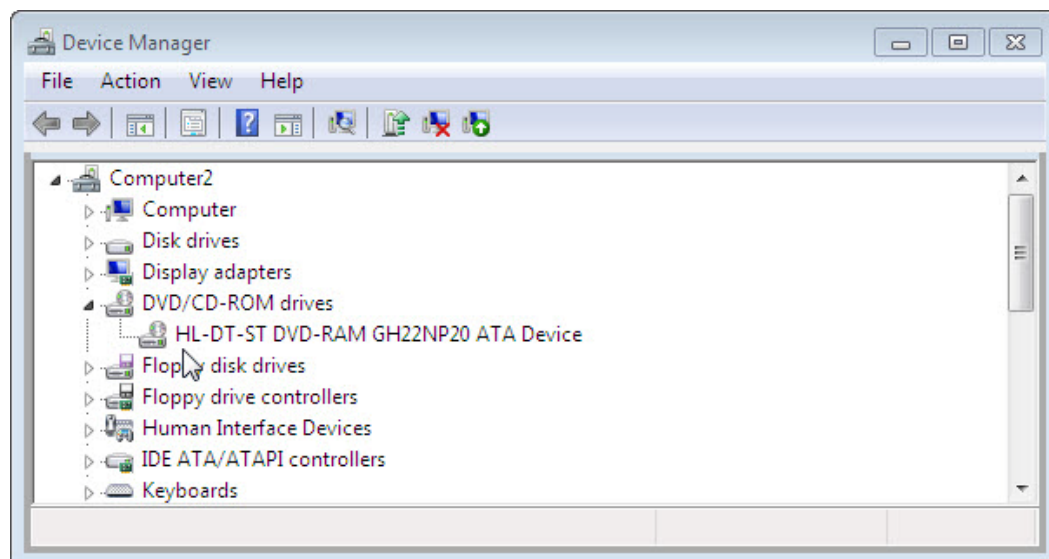 Device Manager
File Action View Help
Computer2
Computer
Disk drives
Display adapters
DVD/CD-ROM drives
HL-DT-ST DVD-RAM GH22NP20 ATA Device
Floppy disk drives
Floppy drive controllers
Human Interface Devices
IDE ATA/ATAPI controllers
Keyboards